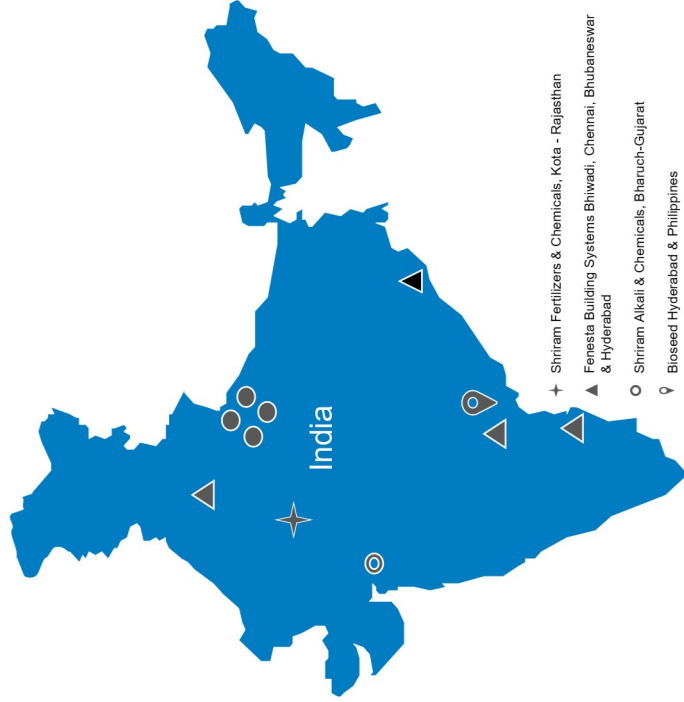 India
Shriram Fertilizers & Chemicals, Kota - Rajasthan
Fenesta Building Systems Bhiwadi, Chennai, Bhubaneswar
& Hyderabad
Shriram Alkali & Chemicals, Bharuch-Gujarat
Bioseed Hyderabad & Philippines